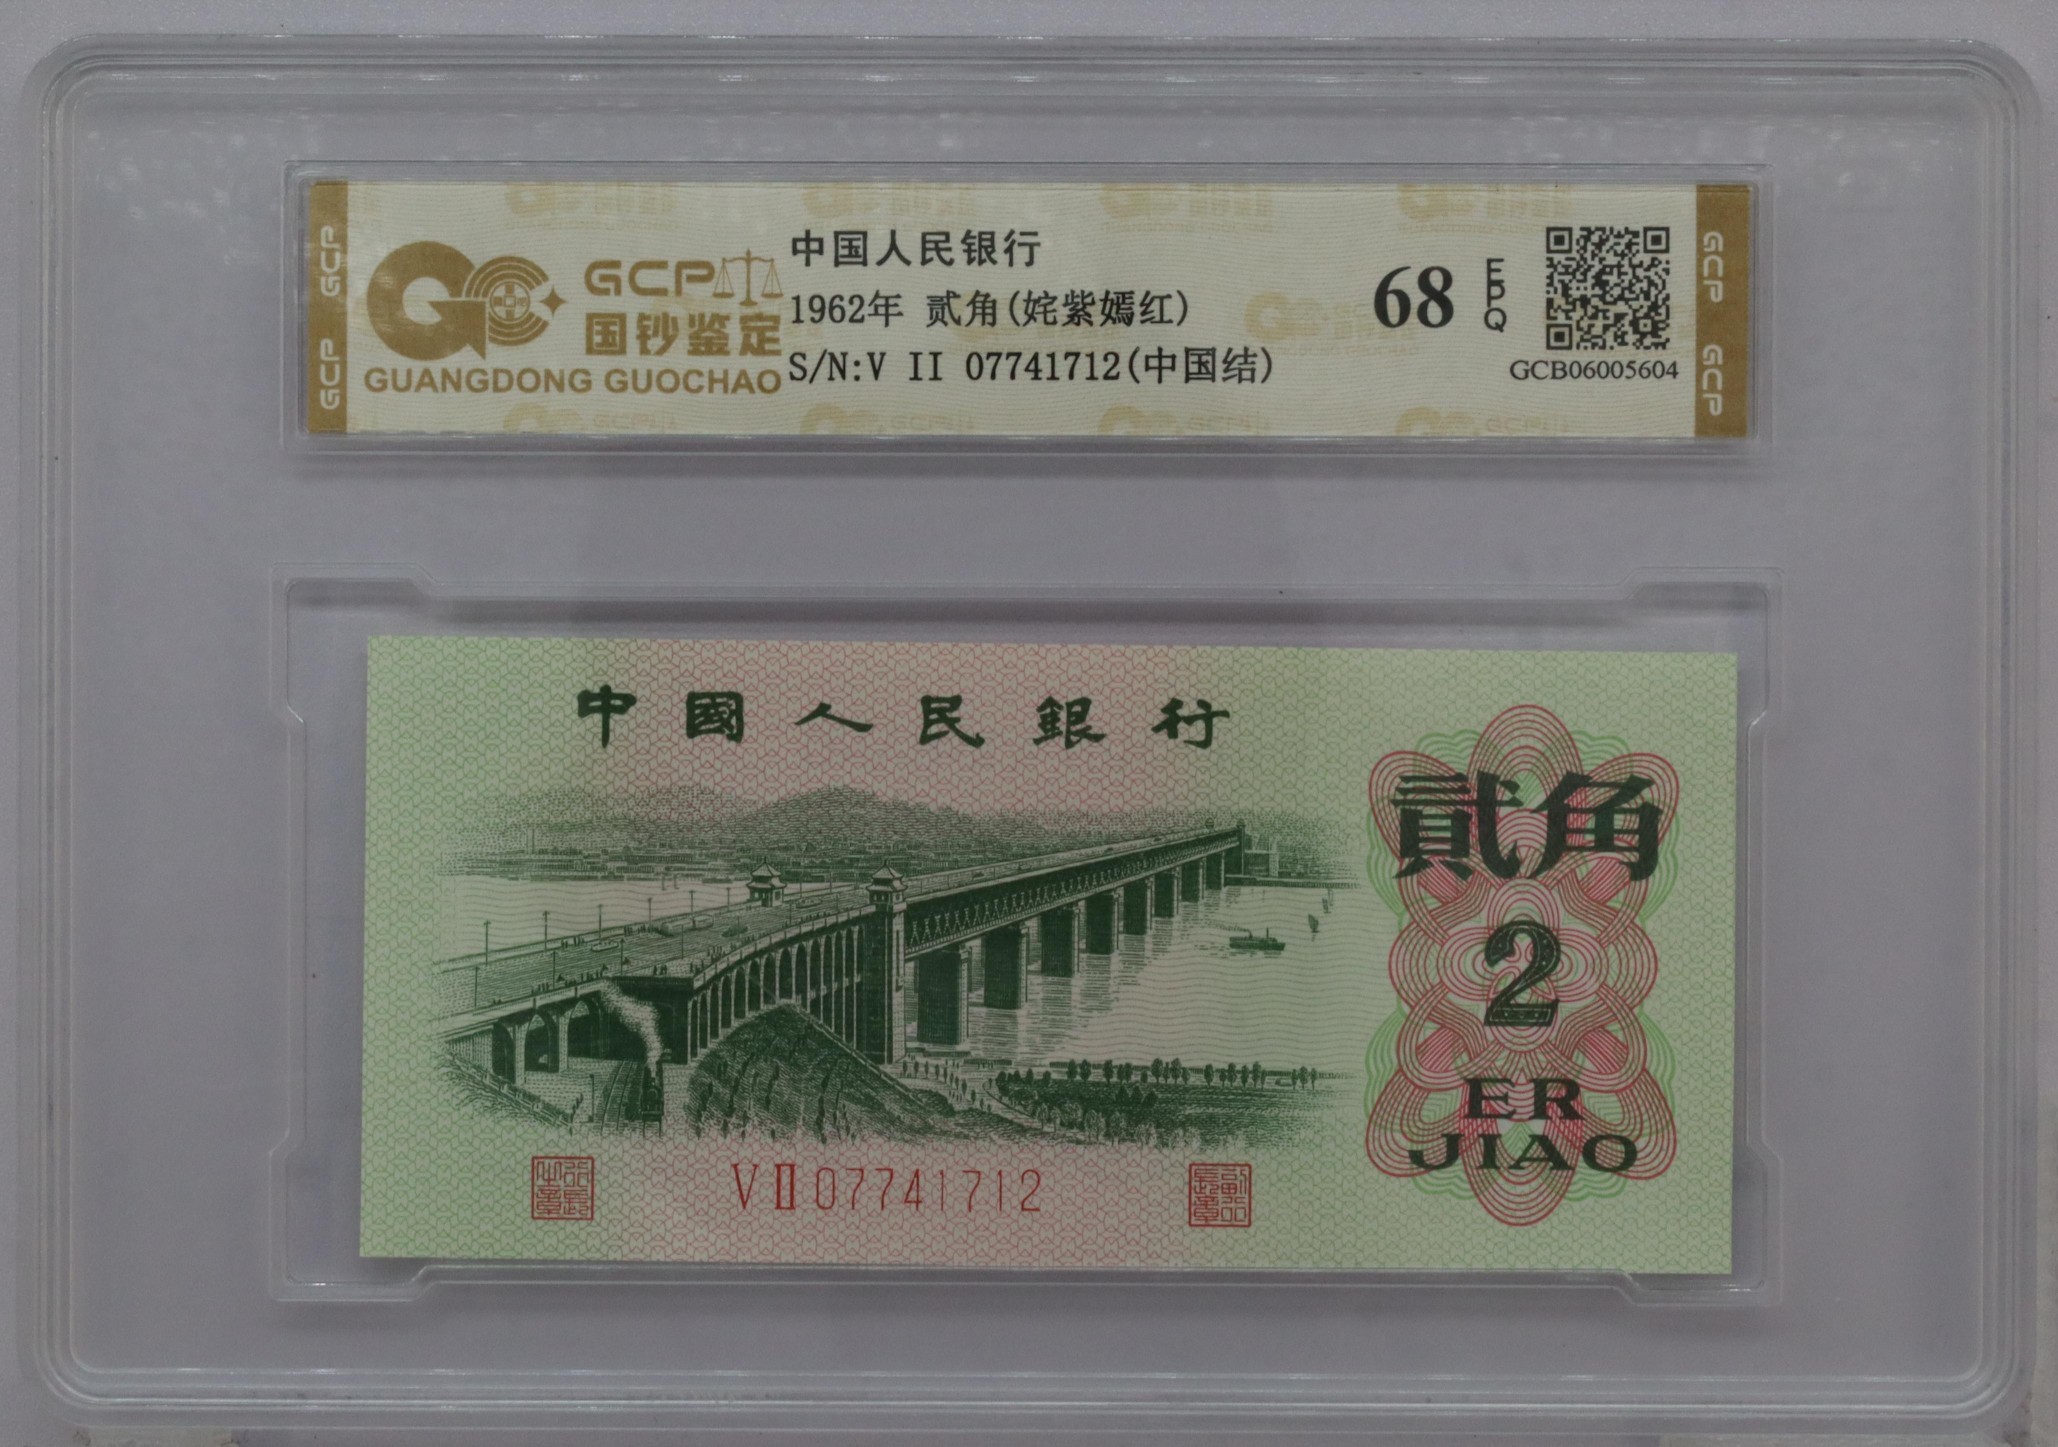 GCP
GCP
GCP
国钞鉴定
GUANGDONG GUOCHAO
中国人民银行
1962年 贰角(姹紫嫣红)
S/N:V II 07741712(中国结)
68
EPQ
GCB06005604
GCP
GCP
中國人民銀行
貳角
2
ER
JIAO
VⅡ07741712